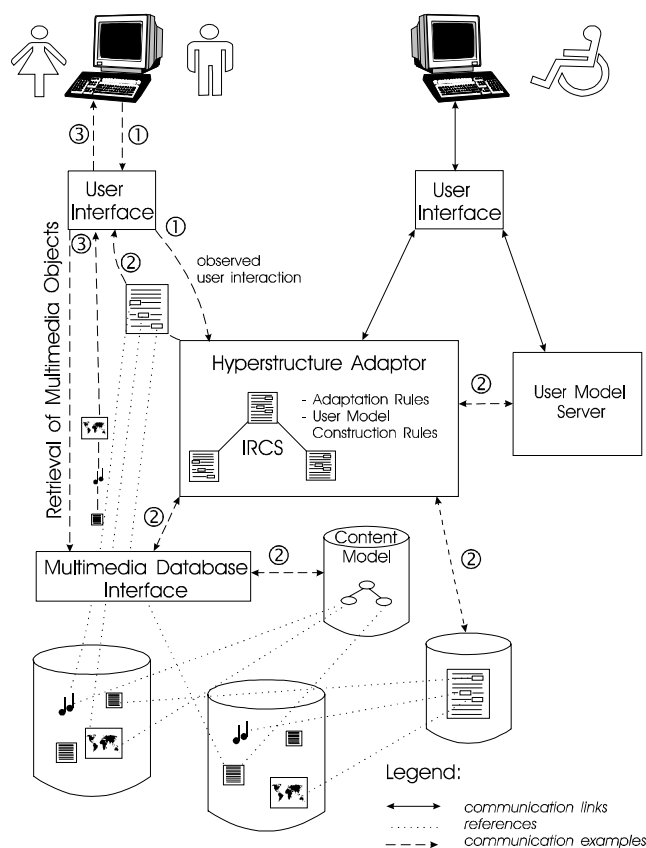 ③
①
User
Interface
User
Interface
①
③
②
observed
user interaction
Retrieval of Multimedia Objects
Hyperstructure Adaptor
- Adaptation Rules
- User Model
Construction Rules
IRCS
②
User Model
Server
②
②
Content
Model
②
②
Multimedia Database
Interface
Legend:
communication links
references
communication examples